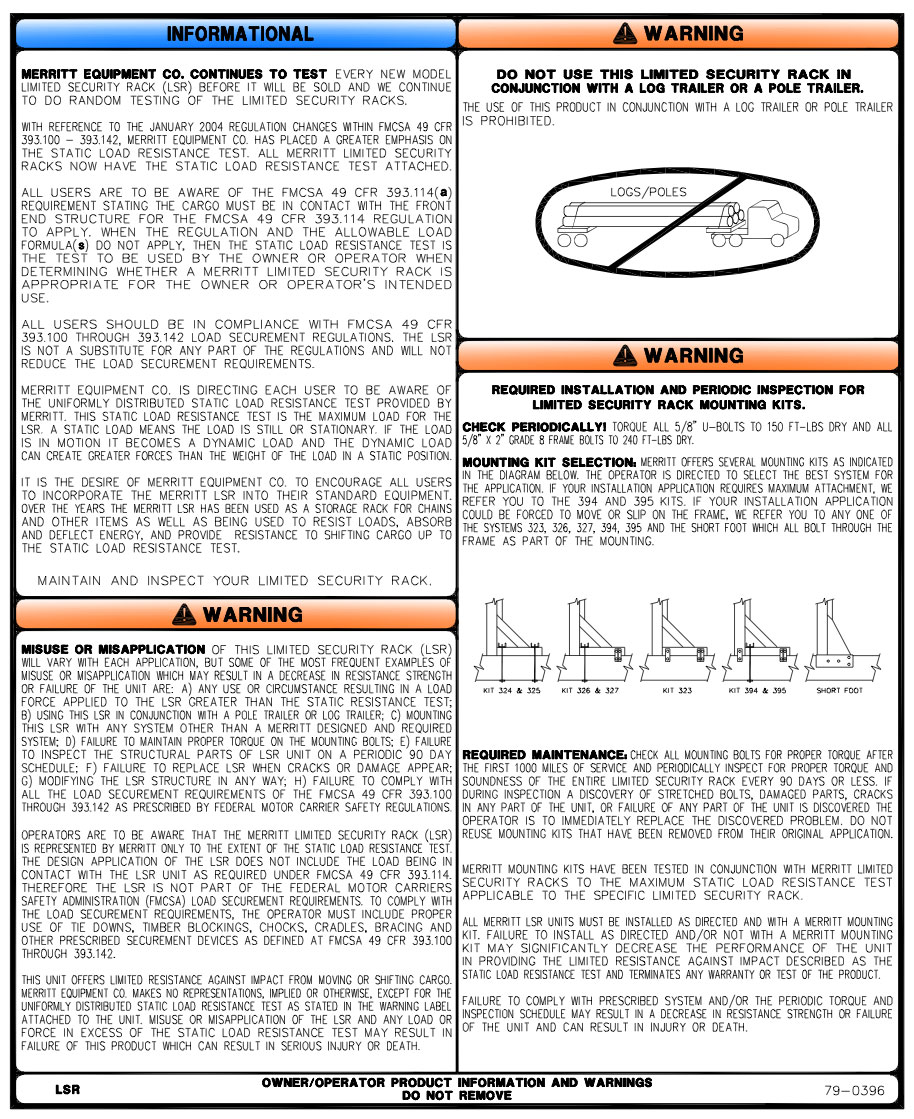 INFORMATIONAL
MERRITT EQUIPMENT CO. CONTINUES TO TEST EVERY NEW MODEL
LIMITED SECURITY RACK (LSR) BEFORE IT WILL BE SOLD AND WE CONTINUE
TO DO RANDOM TESTING OF THE LIMITED SECURITY RACKS.
WITH REFERENCE TO THE JANUARY 2004 REGULATION CHANGES WITHIN FMCSA 49 CFR
393.100 – 393.142, MERRITT EQUIPMENT CO. HAS PLACED A GREATER EMPHASIS ON
THE STATIC LOAD RESISTANCE TEST. ALL MERRITT LIMITED SECURITY
RACKS NOW HAVE THE STATIC LOAD RESISTANCE TEST ATTACHED.
ALL USERS ARE TO BE AWARE OF THE FMCSA 49 CFR 393.114(a)
REQUIREMENT STATING THE CARGO MUST BE IN CONTACT WITH THE FRONT
END STRUCTURE FOR THE FMCSA 49 CFR 393.114 REGULATION
TO APPLY. WHEN THE REGULATION AND THE ALLOWABLE LOAD
FORMULA(s) DO NOT APPLY, THEN THE STATIC LOAD RESISTANCE TEST IS
THE TEST TO BE USED BY THE OWNER OR OPERATOR WHEN
DETERMINING WHETHER A MERRITT LIMITED SECURITY RACK IS
APPROPRIATE FOR THE OWNER OR OPERATOR'S INTENDED
USE.
ALL USERS SHOULD BE IN COMPLIANCE WITH FMCSA 49 CFR
393.100 THROUGH 393.142 LOAD SECUREMENT REGULATIONS. THE LSR
IS NOT A SUBSTITUTE FOR ANY PART OF THE REGULATIONS AND WILL NOT
REDUCE THE LOAD SECUREMENT REQUIREMENTS.
MERRITT EQUIPMENT CO. IS DIRECTING EACH USER TO BE AWARE OF
THE UNIFORMLY DISTRIBUTED STATIC LOAD RESISTANCE TEST PROVIDED BY
MERRITT. THIS STATIC LOAD RESISTANCE TEST IS THE MAXIMUM LOAD FOR THE
LSR. A STATIC LOAD MEANS THE LOAD IS STILL OR STATIONARY. IF THE LOAD
IS IN MOTION IT BECOMES A DYNAMIC LOAD AND THE DYNAMIC LOAD
CAN CREATE GREATER FORCES THAN THE WEIGHT OF THE LOAD IN A STATIC POSITION.
IT IS THE DESIRE OF MERRITT EQUIPMENT CO. TO ENCOURAGE ALL USERS
TO INCORPORATE THE MERRITT LSR INTO THEIR STANDARD EQUIPMENT.
OVER THE YEARS THE MERRITT LSR HAS BEEN USED AS A STORAGE RACK FOR CHAINS
AND OTHER ITEMS AS WELL AS BEING USED TO RESIST LOADS, ABSORB
AND DEFLECT ENERGY, AND PROVIDE RESISTANCE TO SHIFTING CARGO UP TO
THE STATIC LOAD RESISTANCE TEST.
MAINTAIN AND INSPECT YOUR LIMITED SECURITY RACK.
WARNING
MISUSE OR MISAPPLICATION OF THIS LIMITED SECURITY RACK (LSR)
WILL VARY WITH EACH APPLICATION, BUT SOME OF THE MOST FREQUENT EXAMPLES OF
MISUSE OR MISAPPLICATION WHICH MAY RESULT IN A DECREASE IN RESISTANCE STRENGTH
OR FAILURE OF THE UNIT ARE: A) ANY USE OR CIRCUMSTANCE RESULTING IN A LOAD
FORCE APPLIED TO THE LSR GREATER THAN THE STATIC RESISTANCE TEST;
B) USING THIS LSR IN CONJUNCTION WITH A POLE TRAILER OR LOG TRAILER; C) MOUNTING
THIS LSR WITH ANY SYSTEM OTHER THAN A MERRITT DESIGNED AND REQUIRED
SYSTEM; D) FAILURE TO MAINTAIN PROPER TORQUE ON THE MOUNTING BOLTS; E) FAILURE
TO INSPECT THE STRUCTURAL PARTS OF LSR UNIT ON A PERIODIC 90 DAY
SCHEDULE; F) FAILURE TO REPLACE LSR WHEN CRACKS OR DAMAGE APPEAR;
G) MODIFYING THE LSR STRUCTURE IN ANY WAY; H) FAILURE TO COMPLY WITH
ALL THE LOAD SECUREMENT REQUIREMENTS OF THE FMCSA 49 CFR 393.100
THROUGH 393.142 AS PRESCRIBED BY FEDERAL MOTOR CARRIER SAFETY REGULATIONS.
OPERATORS ARE TO BE AWARE THAT THE MERRITT LIMITED SECURITY RACK (LSR)
IS REPRESENTED BY MERRITT ONLY TO THE EXTENT OF THE STATIC LOAD RESISTANCE TEST.
THE DESIGN APPLICATION OF THE LSR DOES NOT INCLUDE THE LOAD BEING IN
CONTACT WITH THE LSR UNIT AS REQUIRED UNDER FMCSA 49 CFR 393.114.
THEREFORE THE LSR IS NOT PART OF THE FEDERAL MOTOR CARRIERS
SAFETY ADMINISTRATION (FMCSA) LOAD SECUREMENT REQUIREMENTS. TO COMPLY WITH
THE LOAD SECUREMENT REQUIREMENTS, THE OPERATOR MUST INCLUDE PROPER
USE OF TIE DOWNS, TIMBER BLOCKINGS, CHOCKS, CRADLES, BRACING AND
OTHER PRESCRIBED SECUREMENT DEVICES AS DEFINED AT FMCSA 49 CFR 393.100
THROUGH 393.142.
THIS UNIT OFFERS LIMITED RESISTANCE AGAINST IMPACT FROM MOVING OR SHIFTING CARGO.
MERRITT EQUIPMENT CO. MAKES NO REPRESENTATIONS, IMPLIED OR OTHERWISE, EXCEPT FOR THE
UNIFORMLY DISTRIBUTED STATIC LOAD RESISTANCE TEST AS STATED IN THE WARNING LABEL
ATTACHED TO THE UNIT. MISUSE OR MISAPPLICATION OF THE LSR AND ANY LOAD OR
FORCE IN EXCESS OF THE STATIC LOAD RESISTANCE TEST MAY RESULT IN
FAILURE OF THIS PRODUCT WHICH CAN RESULT IN SERIOUS INJURY OR DEATH.
WARNING
DO NOT USE THIS LIMITED SECURITY RACK IN
CONJUNCTION WITH A LOG TRAILER OR A POLE TRAILER.
THE USE OF THIS PRODUCT IN CONJUNCTION WITH A LOG TRAILER OR POLE TRAILER
IS PROHIBITED.
LOGS/POLES
WARNING
REQUIRED INSTALLATION AND PERIODIC INSPECTION FOR
LIMITED SECURITY RACK MOUNTING KITS.
CHECK PERIODICALLY! TORQUE ALL 5/8" U-BOLTS TO 150 FT-LBS DRY AND ALL
5/8" X 2" GRADE 8 FRAME BOLTS TO 240 FT-LBS DRY.
MOUNTING KIT SELECTION: MERRITT OFFERS SEVERAL MOUNTING KITS AS INDICATED
IN THE DIAGRAM BELOW. THE OPERATOR IS DIRECTED TO SELECT THE BEST SYSTEM FOR
THE APPLICATION. IF YOUR INSTALLATION APPLICATION REQUIRES MAXIMUM ATTACHMENT, WE
REFER YOU TO THE 394 AND 395 KITS. IF YOUR INSTALLATION APPLICATION
COULD BE FORCED TO MOVE OR SLIP ON THE FRAME, WE REFER YOU TO ANY ONE OF
THE SYSTEMS 323, 326, 327, 394, 395 AND THE SHORT FOOT WHICH ALL BOLT THROUGH THE
FRAME AS PART OF THE MOUNTING.
KIT 324 & 325
KIT 326 & 327
KIT 323
KIT 394 & 395
SHORT FOOT
REQUIRED MAINTENANCE: CHECK ALL MOUNTING BOLTS FOR PROPER TORQUE AFTER
THE FIRST 1000 MILES OF SERVICE AND PERIODICALLY INSPECT FOR PROPER TORQUE AND
SOUNDNESS OF THE ENTIRE LIMITED SECURITY RACK EVERY 90 DAYS OR LESS. IF
DURING INSPECTION A DISCOVERY OF STRETCHED BOLTS, DAMAGED PARTS, CRACKS
IN ANY PART OF THE UNIT, OR FAILURE OF ANY PART OF THE UNIT IS DISCOVERED THE
OPERATOR IS TO IMMEDIATELY REPLACE THE DISCOVERED PROBLEM. DO NOT
REUSE MOUNTING KITS THAT HAVE BEEN REMOVED FROM THEIR ORIGINAL APPLICATION.
MERRITT MOUNTING KITS HAVE BEEN TESTED IN CONJUNCTION WITH MERRITT LIMITED
SECURITY RACKS TO THE MAXIMUM STATIC LOAD RESISTANCE TEST
APPLICABLE TO THE SPECIFIC LIMITED SECURITY RACK.
ALL MERRITT LSR UNITS MUST BE INSTALLED AS DIRECTED AND WITH A MERRITT MOUNTING
KIT. FAILURE TO INSTALL AS DIRECTED AND/OR NOT WITH A MERRITT MOUNTING
KIT MAY SIGNIFICANTLY DECREASE THE PERFORMANCE OF THE UNIT
IN PROVIDING THE LIMITED RESISTANCE AGAINST IMPACT DESCRIBED AS THE
STATIC LOAD RESISTANCE TEST AND TERMINATES ANY WARRANTY OR TEST OF THE PRODUCT.
FAILURE TO COMPLY WITH PRESCRIBED SYSTEM AND/OR THE PERIODIC TORQUE AND
INSPECTION SCHEDULE MAY RESULT IN A DECREASE IN RESISTANCE STRENGTH OR FAILURE
OF THE UNIT AND CAN RESULT IN INJURY OR DEATH.
LSR
OWNER/OPERATOR PRODUCT INFORMATION AND WARNINGS
DO NOT REMOVE
79-0396